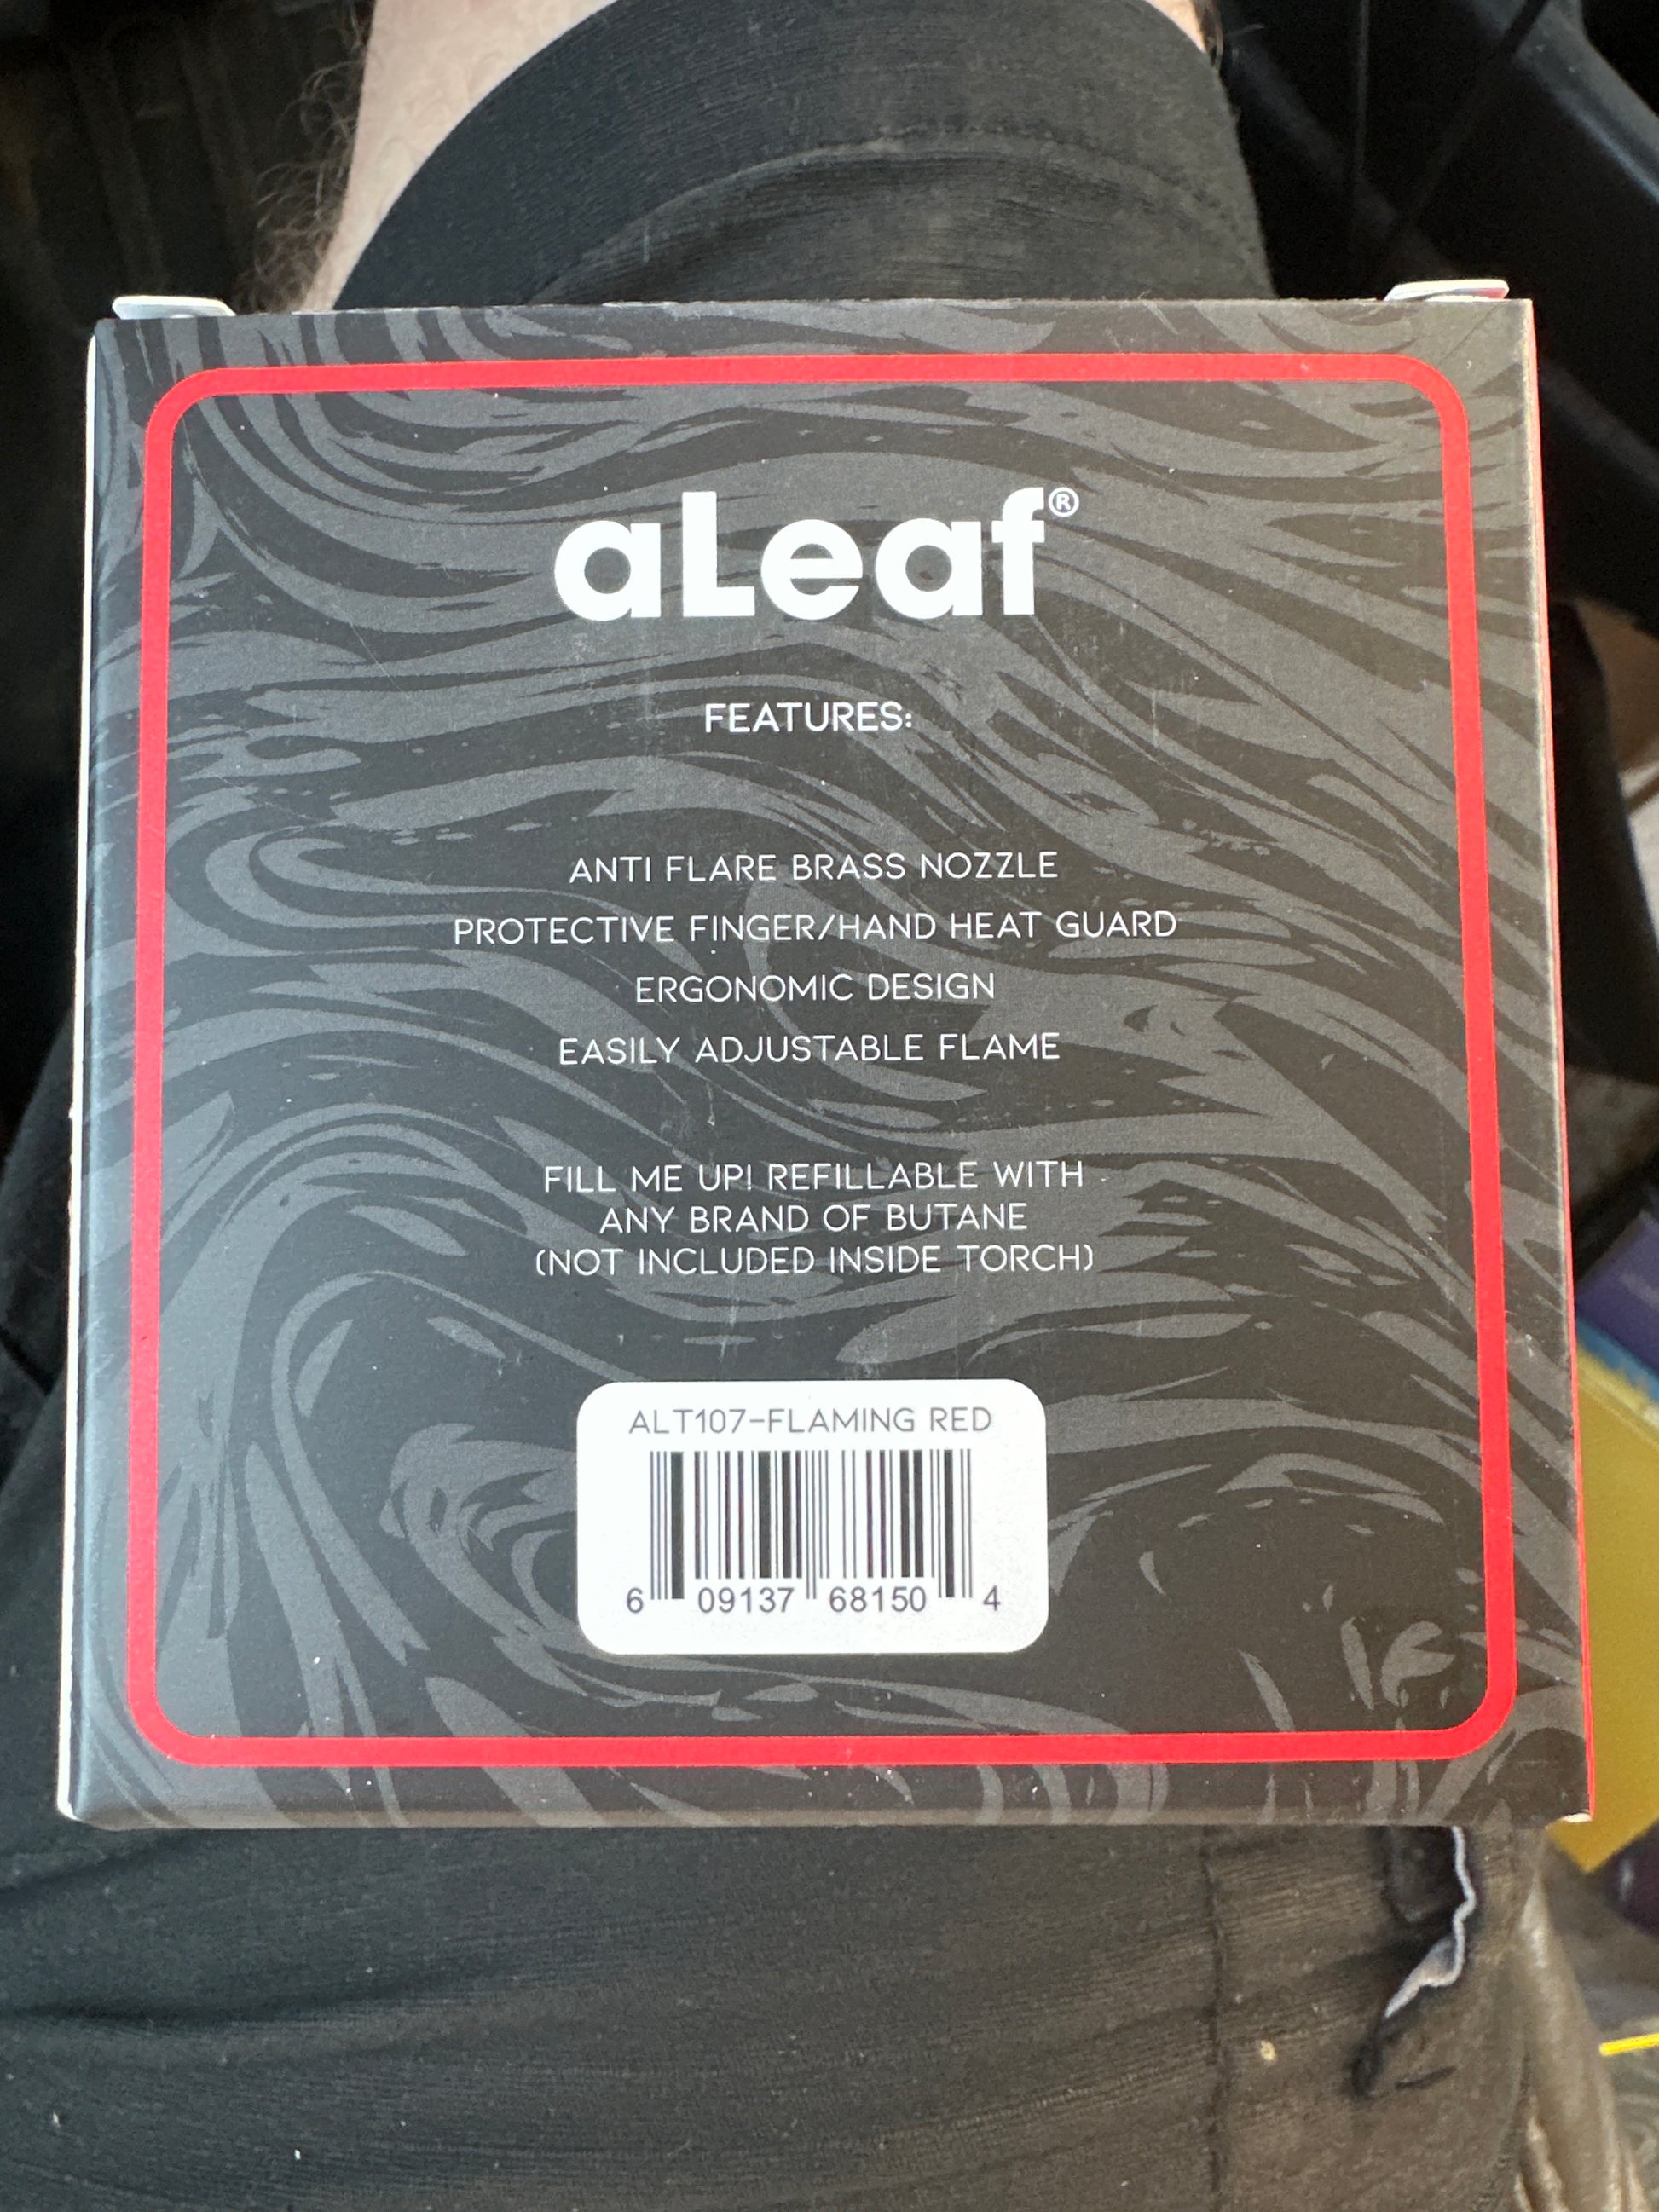 aLeaf®
FEATURES:
ANTI FLARE BRASS NOZZLE
PROTECTIVE FINGER/HAND HEAT GUARD
ERGONOMIC DESIGN
EASILY ADJUSTABLE FLAME
FILL ME UP! REFILLABLE WITH
ANY BRAND OF BUTANE
(NOT INCLUDED INSIDE TORCH)
ALT107-FLAMING RED
6 09137 68150 4